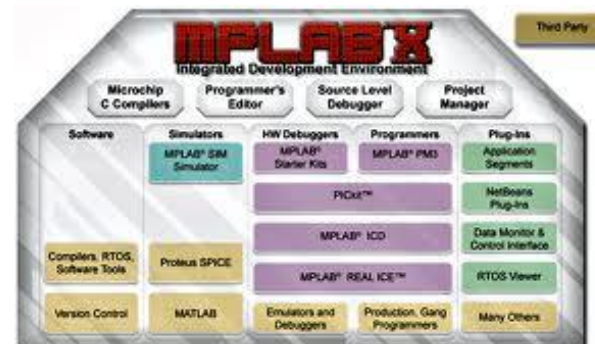 Third Party
MPLAB X
Integrated Development Environment
Microchip
C Compilers
Programmer's
Editor
Source Level
Debugger
Project
Manager
Software
Simulators
HW Debuggers
Programmers
Plug-Ins
MPLAB® SIM
Simulator
MPLAB®
Starter Kits
MPLAB® PM3
Application
Segments
PICkit™
NetBeans
Plug-Ins
MPLAB® ICD
Data Monitor &
Control Interface
Compilers, RTOS,
Software Tools
Proteus SPICE
MPLAB® REAL ICE™
RTOS Viewer
Version Control
MATLAB
Emulators and
Debuggers
Production, Gang
Programmers
Many Others